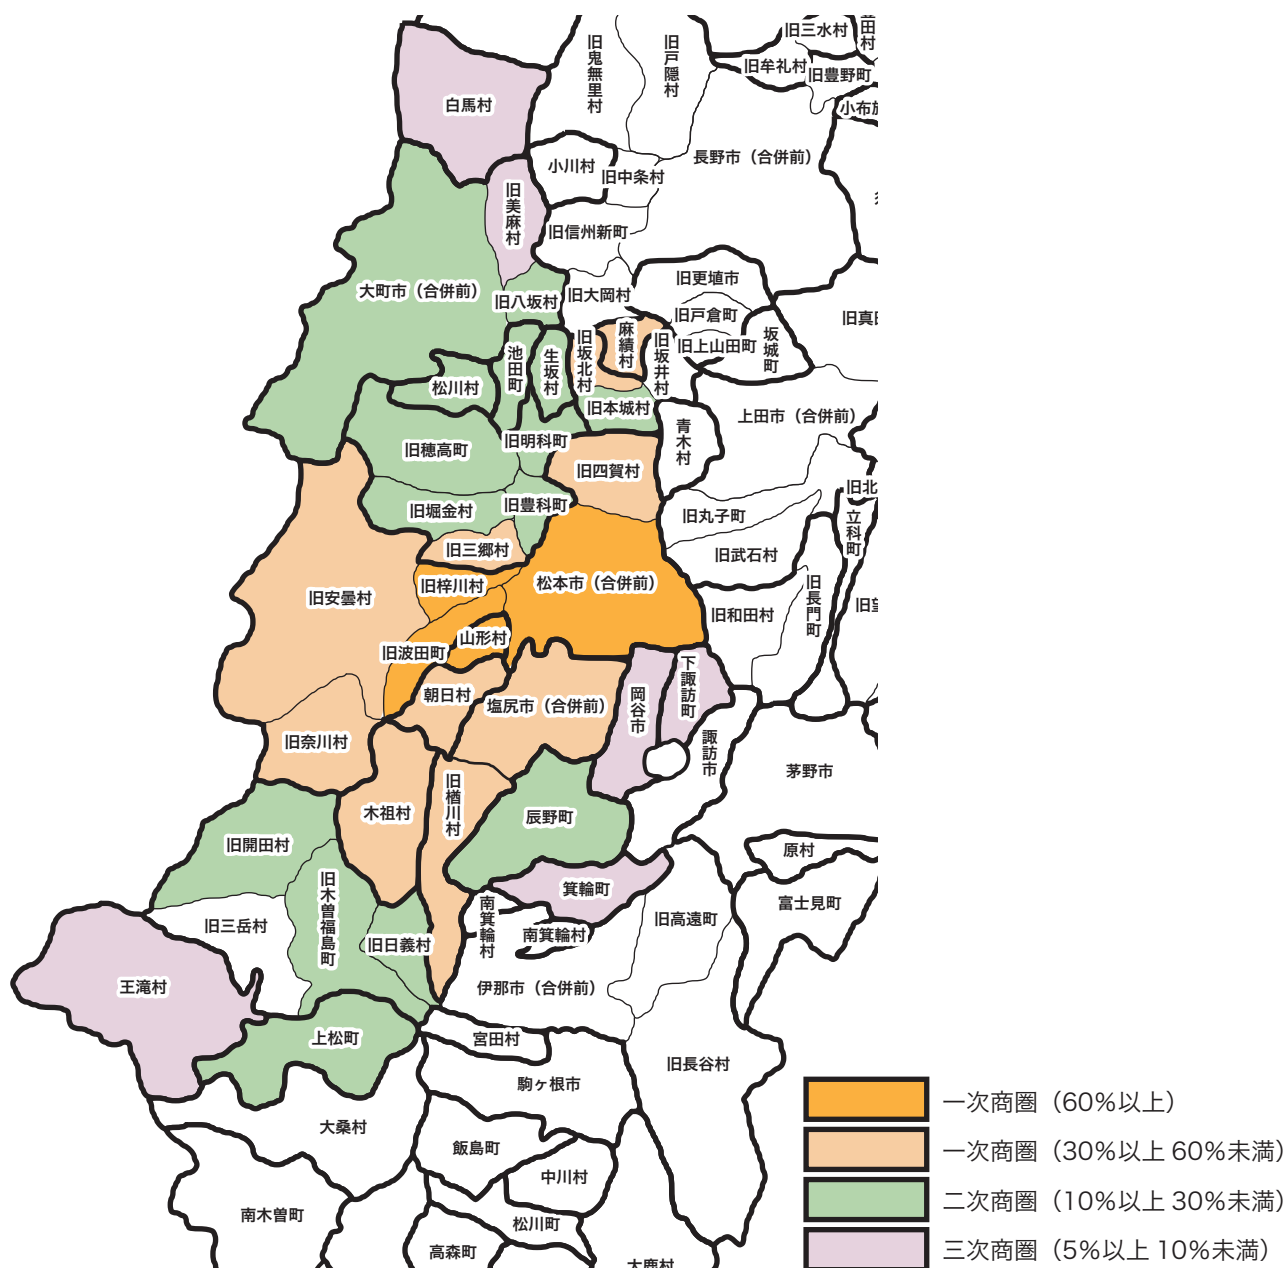 旧三水村
旧鬼無里村
旧戸隠村
旧牟礼村
旧豊野町
白馬村
長野市（合併前）
小川村
旧中条村
旧美麻村
旧信州新町
旧更埴市
大町市（合併前）
旧八坂村
旧大岡村
旧戸倉町
麻績村
旧坂北村
旧坂井村
旧上山田町
坂城町
池田町
生坂村
松川村
旧本城村
上田市（合併前）
青木村
旧穂高町
旧明科町
旧四賀村
旧堀金村
旧豊科町
旧丸子町
立科町
旧三郷村
旧武石村
旧梓川村
松本市（合併前）
旧長門町
旧安曇村
旧和田村
山形村
旧波田町
下諏訪町
朝日村
塩尻市（合併前）
岡谷市
旧奈川村
諏訪市
茅野市
旧楢川村
木祖村
辰野町
旧開田村
原村
箕輪町
旧木曽福島町
富士見町
南箕輪村
旧高遠町
旧三岳村
南箕輪村
旧日義村
王滝村
伊那市（合併前）
上松町
宮田村
旧長谷村
駒ヶ根市
大桑村
飯島町
中川村
南木曽町
松川町
高森町
大鹿村
一次商圏（60%以上）
一次商圏（30%以上 60%未満）
二次商圏（10%以上 30%未満）
三次商圏（5%以上 10%未満）